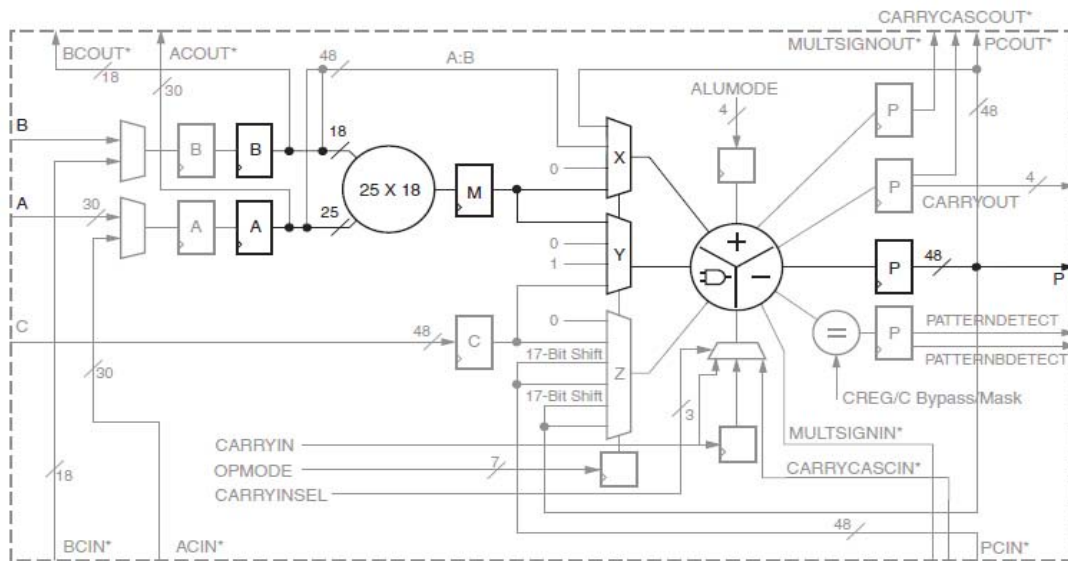 CARRYCASCOUT*
BCOUT* ACOUT* 48 A:B MULTSIGNOUT* PCOUT*
18 30 ALUMODE 4 P 48
B 18 X
B B 0
25 X 18 M P 4
A 30 25 CARRYOUT
A A Y
0 48
1 P P
C 48 0 P PATTERNDETECT
C 17-Bit Shift = PATTERNBDETECT
30 Z
17-Bit Shift CREG/C Bypass/Mask
3
CARRYIN MULTSIGNIN*
18 OPMODE 7 CARRYCASCIN*
CARRYINSEL
48
BCIN* ACIN* PCIN*